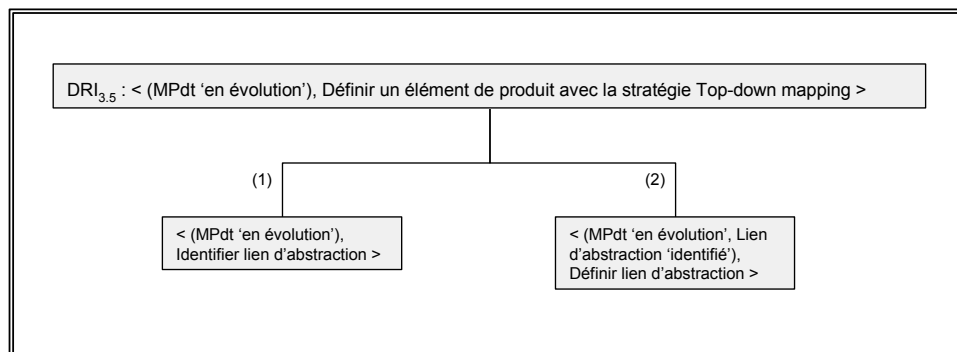 DRI3.5 : < (MPdt ‘en évolution’), Définir un élément de produit avec la stratégie Top-down mapping >
(1)
(2)
< (MPdt ‘en évolution’),
Identifier lien d’abstraction >
< (MPdt ‘en évolution’, Lien
d’abstraction ‘identifié’),
Définir lien d’abstraction >